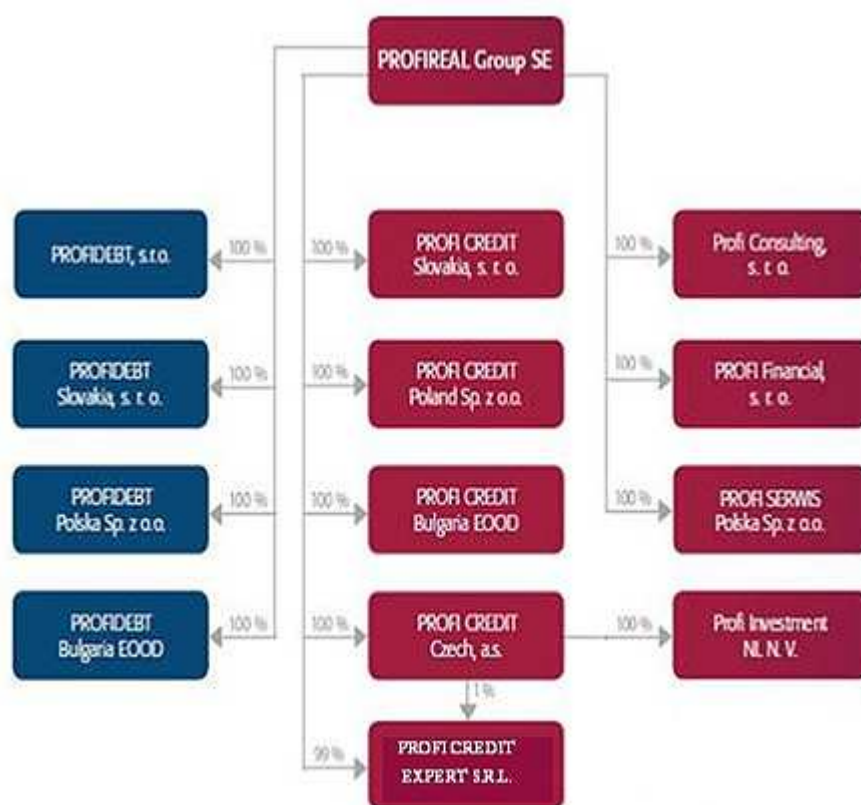 PROFIREAL Group SE
PROFIDEBT, s.r.o.
100 %
100 %
PROFI CREDIT
Slovakia, s. r. o.
100 %
Profi Consulting,
s. r. o.
PROFIDEBT
Slovakia, s. r. o.
100 %
100 %
PROFI CREDIT
Poland Sp. z o.o.
100 %
PROFI Financial,
s. r. o.
PROFIDEBT
Polska Sp. z o.o.
100 %
100 %
PROFI CREDIT
Bulgaria EOOD
100 %
PROFI SERWIS
Polska Sp. z o.o.
PROFIDEBT
Bulgaria EOOD
100 %
100 %
PROFI CREDIT
Czech, a.s.
100 %
Profi Investment
NL N. V.
1 %
99 %
PROFI CREDIT
EXPERT S.R.L.